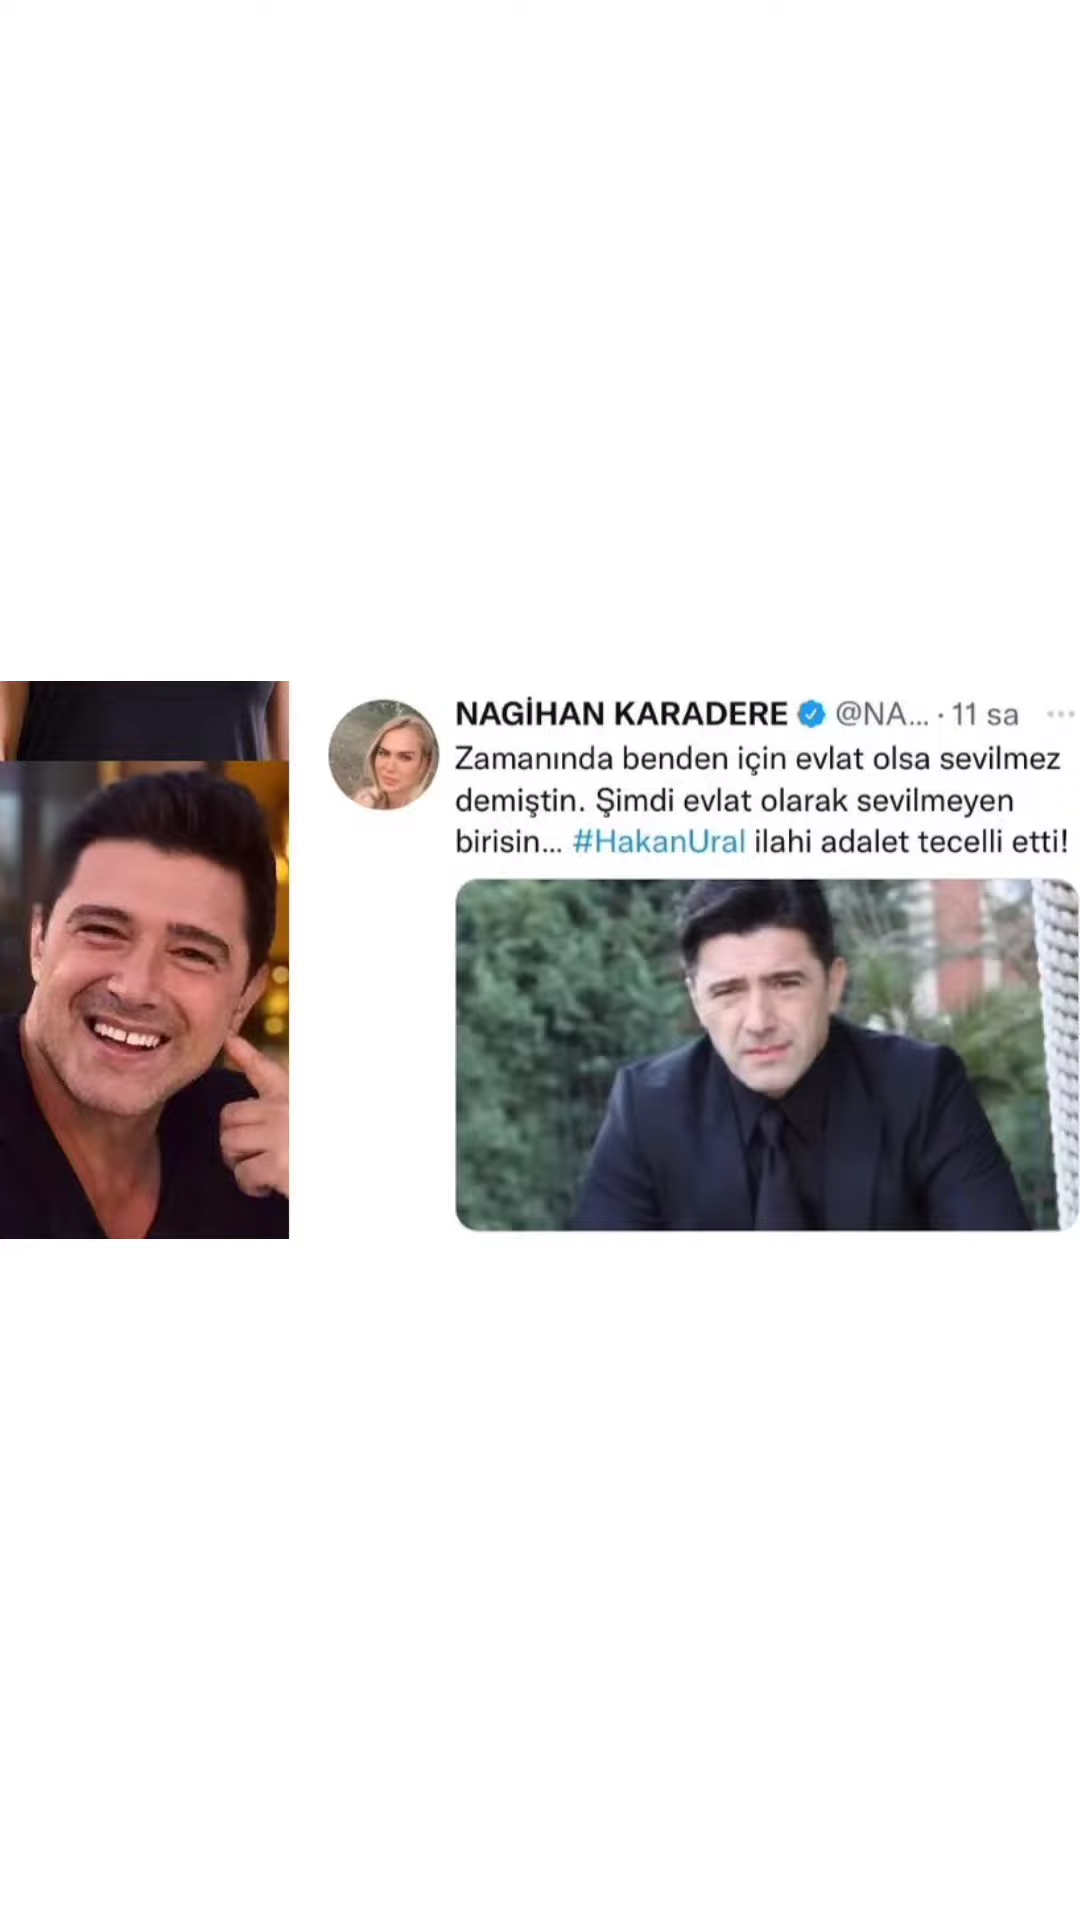 NAGİHAN KARADERE @NA... · 11 sa
Zamanında benden için evlat olsa sevilmez
demiştin. Şimdi evlat olarak sevilmeyen
birisin... #HakanUral ilahi adalet tecelli etti!